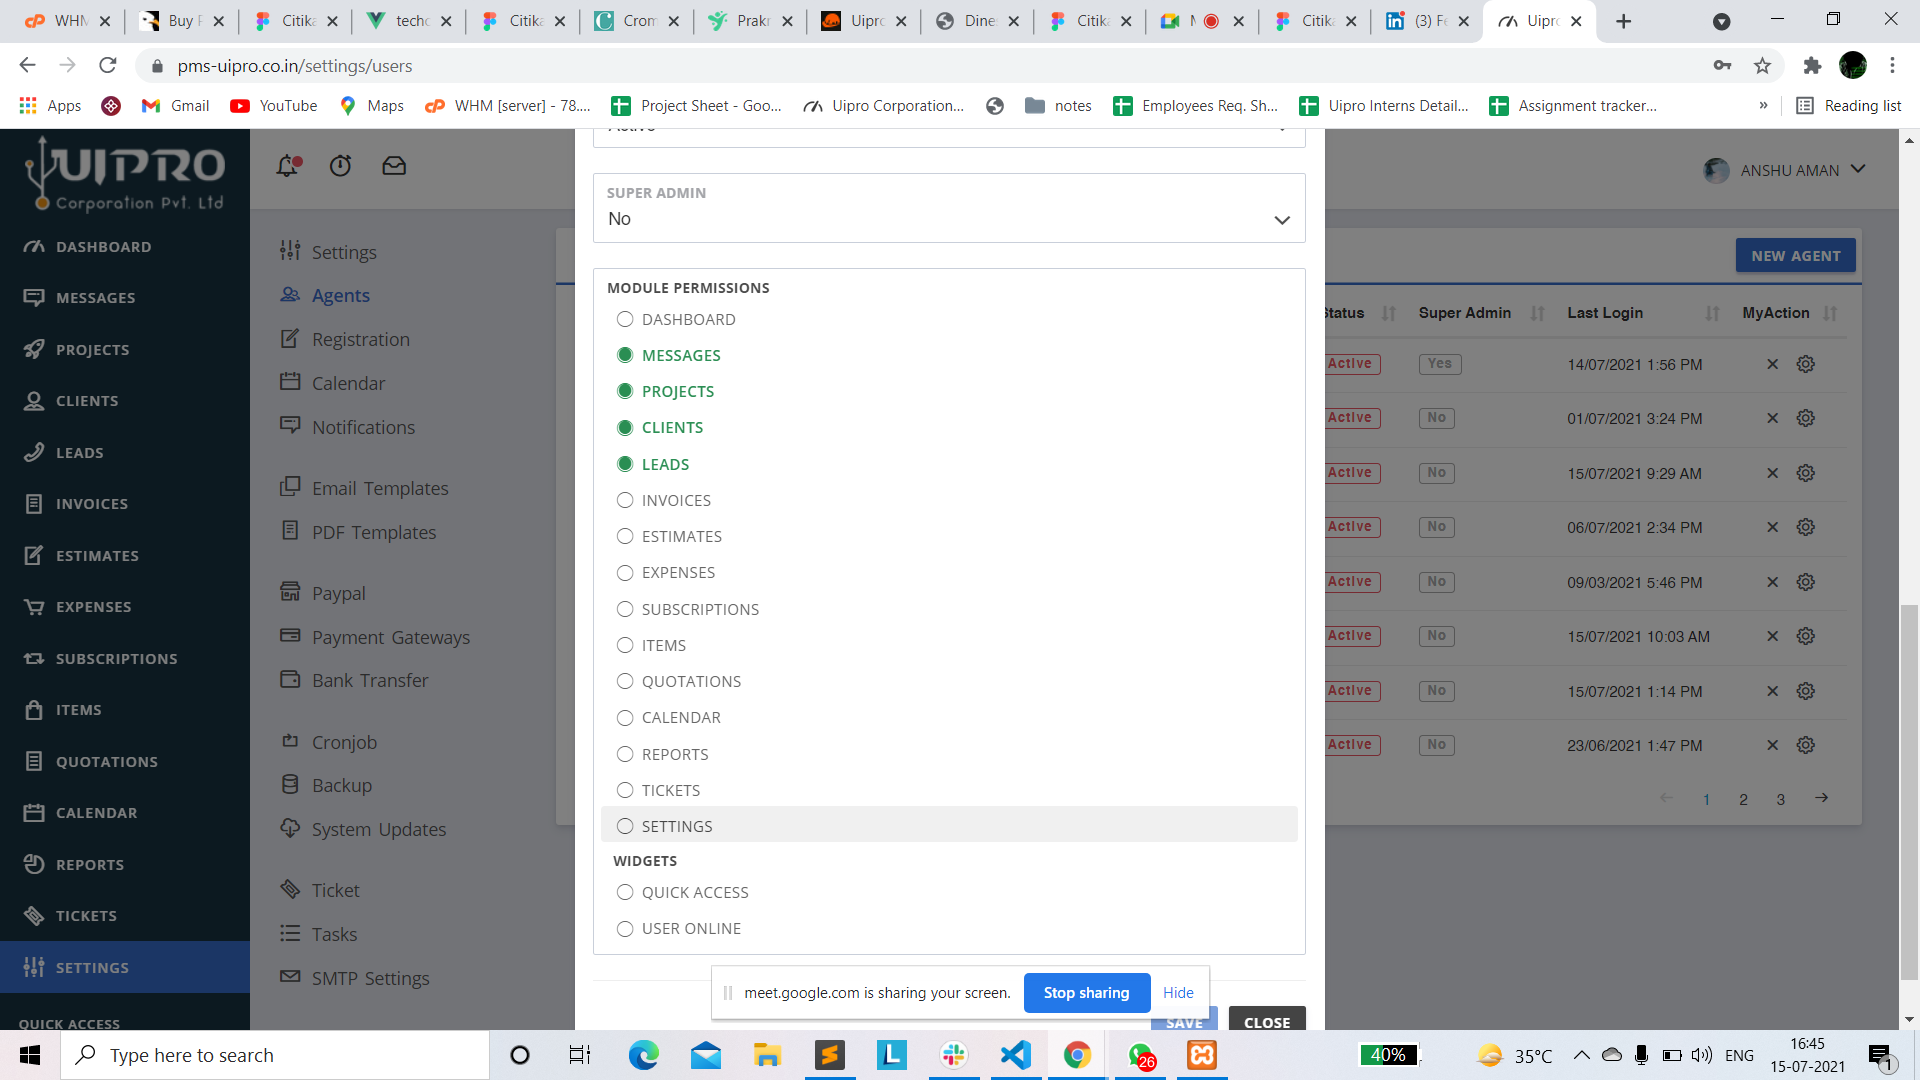 WHM
Buy F
Citika
techo
Citika
Crom
Prakr
Uipro
Dine
Citika
M
Citika
(3) Fe
Uipro
pms-uipro.co.in/settings/users
Apps
Gmail
YouTube
Maps
WHM [server] - 78....
Project Sheet - Goo...
Uipro Corporation...
notes
Employees Req. Sh...
Uipro Interns Detail...
Assignment tracker...
»
Reading list
UIPRO
Corporation Pvt. Ltd
DASHBOARD
MESSAGES
PROJECTS
CLIENTS
LEADS
INVOICES
ESTIMATES
EXPENSES
SUBSCRIPTIONS
ITEMS
QUOTATIONS
CALENDAR
REPORTS
TICKETS
SETTINGS
QUICK ACCESS
Settings
Agents
Registration
Calendar
Notifications
Email Templates
PDF Templates
Paypal
Payment Gateways
Bank Transfer
Cronjob
Backup
System Updates
Ticket
Tasks
SMTP Settings
Active
SUPER ADMIN
No
MODULE PERMISSIONS
DASHBOARD
MESSAGES
PROJECTS
CLIENTS
LEADS
INVOICES
ESTIMATES
EXPENSES
SUBSCRIPTIONS
ITEMS
QUOTATIONS
CALENDAR
REPORTS
TICKETS
SETTINGS
WIDGETS
QUICK ACCESS
USER ONLINE
SAVE
CLOSE
ANSHU AMAN
NEW AGENT
Status Super Admin Last Login MyAction
Active Yes 14/07/2021 1:56 PM
Active No 01/07/2021 3:24 PM
Active No 15/07/2021 9:29 AM
Active No 06/07/2021 2:34 PM
Active No 09/03/2021 5:46 PM
Active No 15/07/2021 10:03 AM
Active No 15/07/2021 1:14 PM
Active No 23/06/2021 1:47 PM
1 2 3
meet.google.com is sharing your screen.
Stop sharing
Hide
Type here to search
L
26
40%
35°C
ENG
16:45
15-07-2021
1